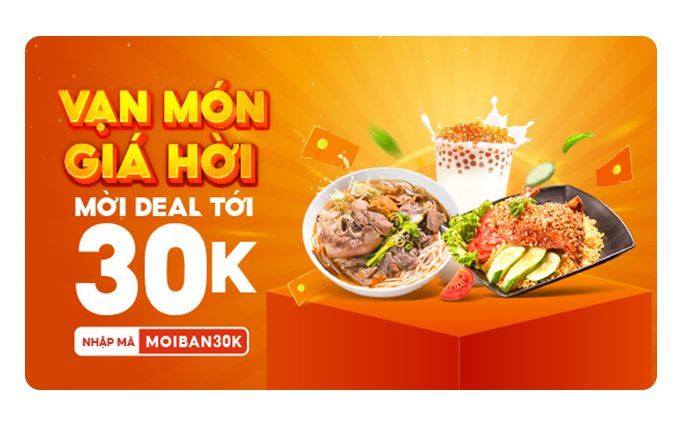 VẠN MÓN
GIÁ HỜI
MỜI DEAL TỚI
30K
NHẬP MÃ MOIBAN30K